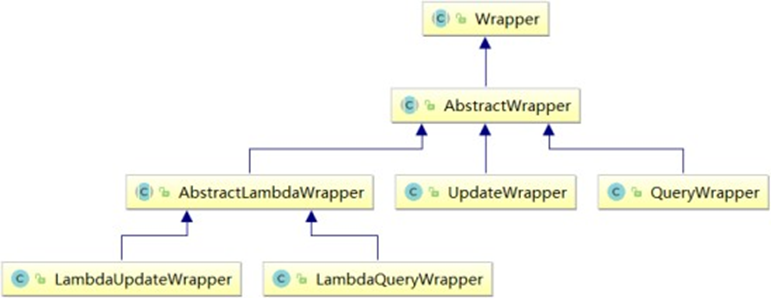 C Wrapper
C AbstractWrapper
C AbstractLambdaWrapper
C UpdateWrapper
C QueryWrapper
C LambdaUpdateWrapper
C LambdaQueryWrapper